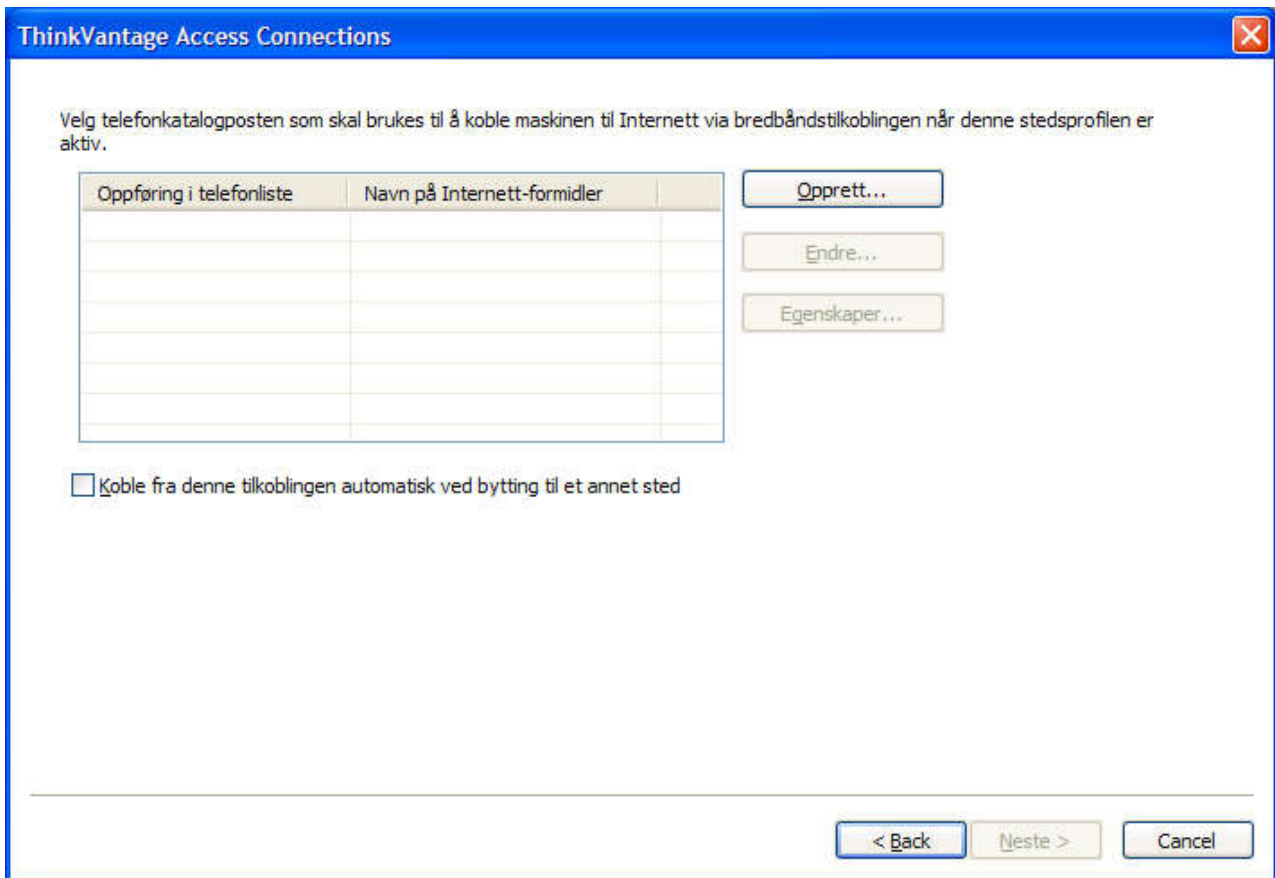 ThinkVantage Access Connections
Velg telefonkatalogposten som skal brukes til å koble maskinen til Internett via bredbåndstilkoblingen når denne stedsprofilen er
aktiv.
Oppføring i telefonliste Navn på Internett-formidler
Opprett...
Endre...
Egenskaper...
Koble fra denne tilkoblingen automatisk ved bytting til et annet sted
< Back Neste > Cancel